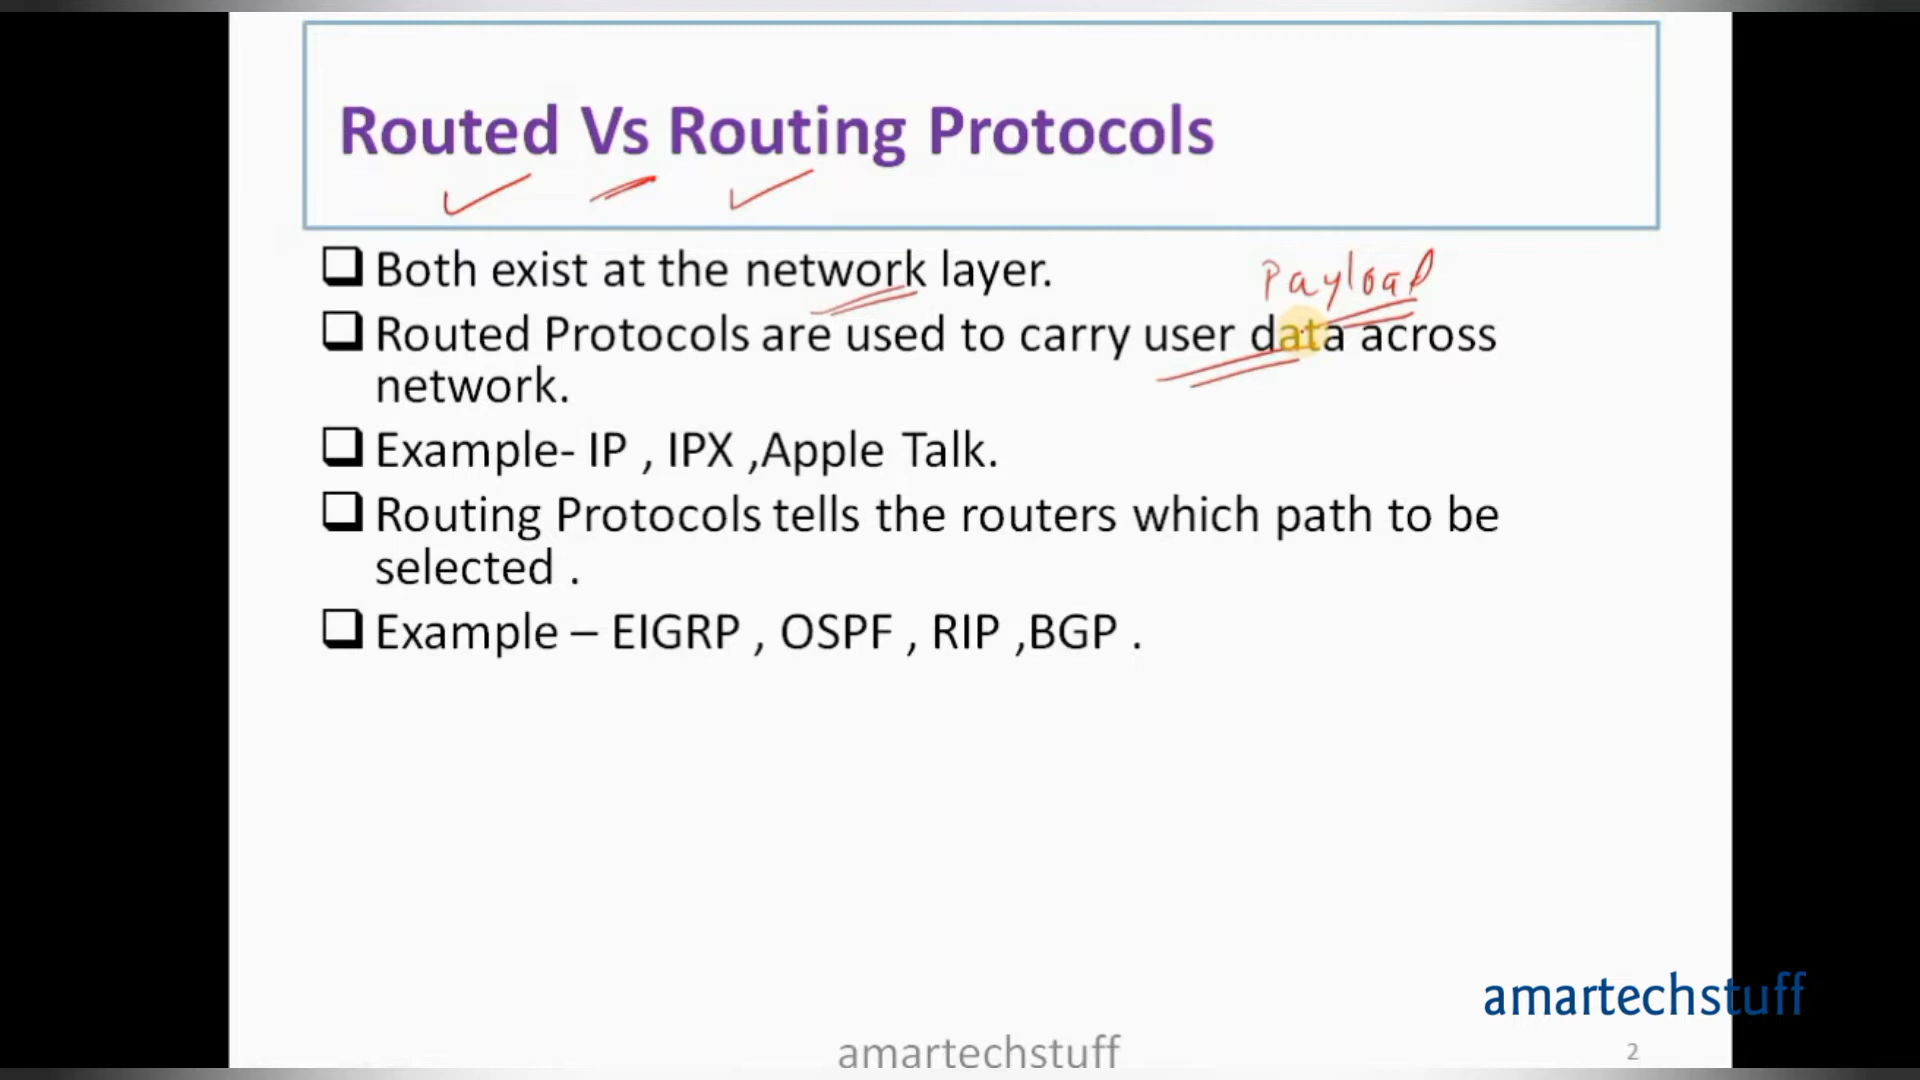 Routed Vs Routing Protocols
Both exist at the network layer.
Payload
Routed Protocols are used to carry user data across
network.
Example- IP , IPX ,Apple Talk.
Routing Protocols tells the routers which path to be
selected .
Example – EIGRP , OSPF , RIP ,BGP .
amartechstuff
amartechstuff
2